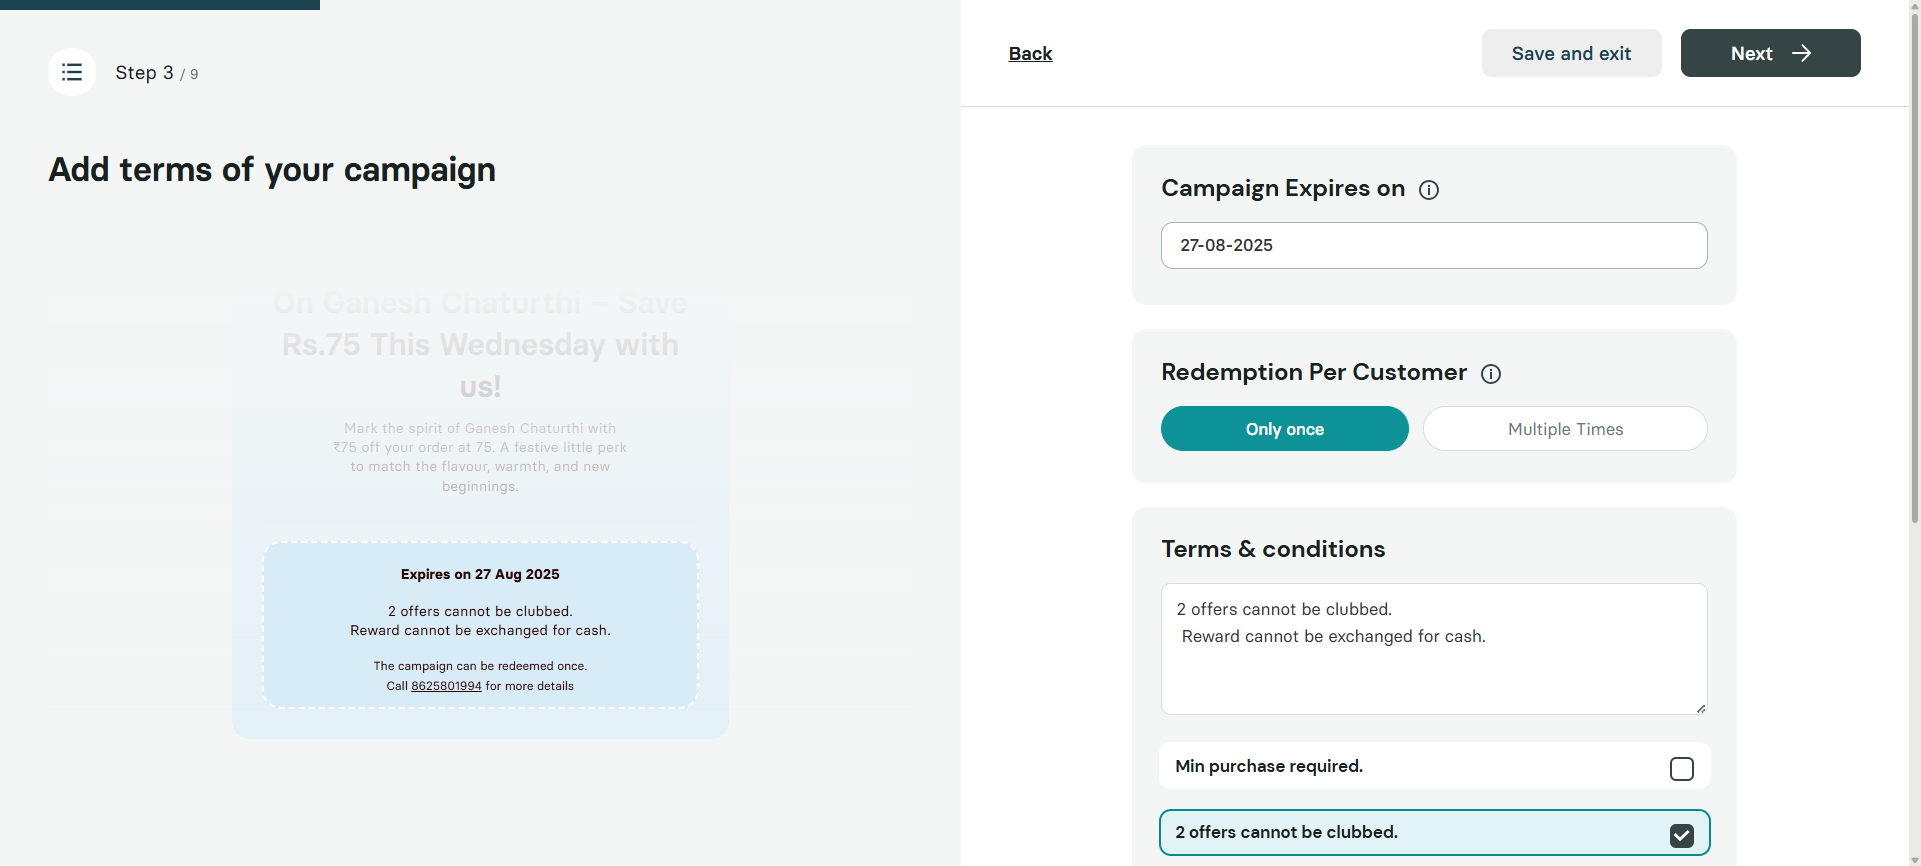 Step 3 / 9
Add terms of your campaign
On Ganesh Chaturthi – Save
Rs.75 This Wednesday with
us!
Mark the spirit of Ganesh Chaturthi with
₹75 off your order at 75. A festive little perk
to match the flavour, warmth, and new
beginnings.
Expires on 27 Aug 2025
2 offers cannot be clubbed.
Reward cannot be exchanged for cash.
The campaign can be redeemed once.
Call 8625801994 for more details
Back
Save and exit
Next
Campaign Expires on
27-08-2025
Redemption Per Customer
Only once
Multiple Times
Terms & conditions
2 offers cannot be clubbed.
Reward cannot be exchanged for cash.
Min purchase required.
2 offers cannot be clubbed.